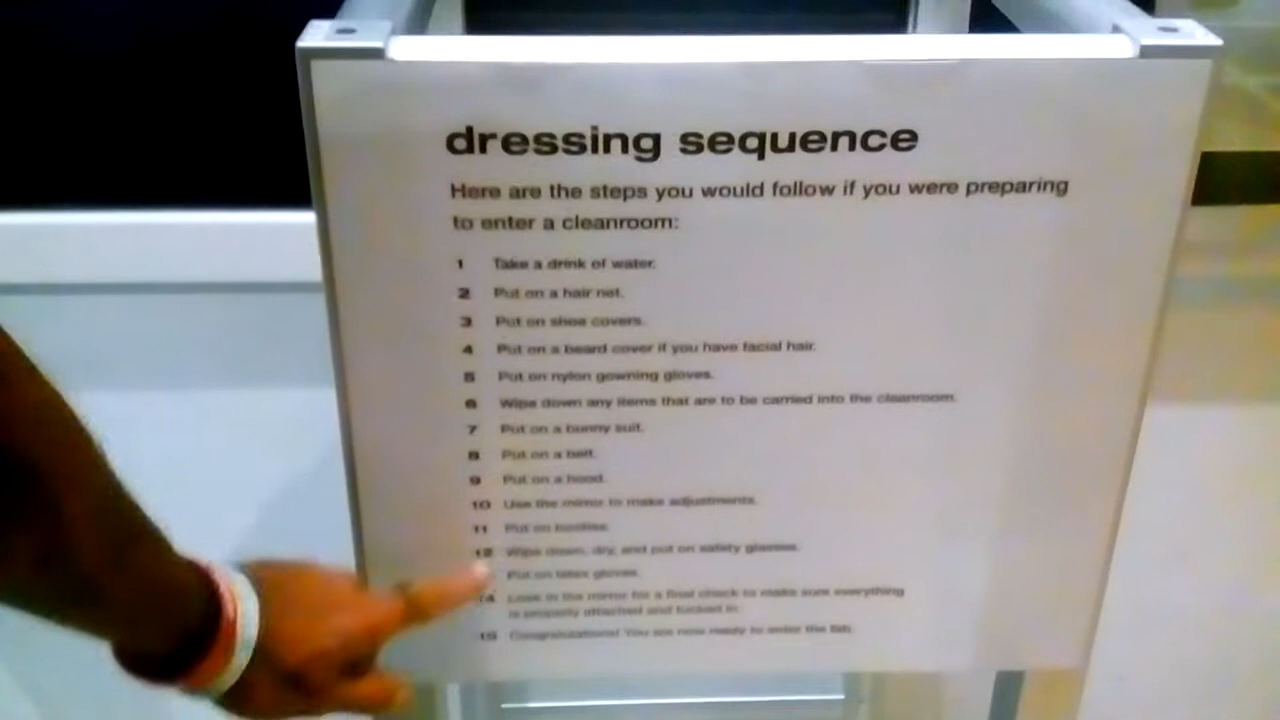 dressing sequence
Here are the steps you would follow if you were preparing
to enter a cleanroom:
1 Take a drink of water.
2 Put on a hair net.
3 Put on shoe covers.
4 Put on a beard cover if you have facial hair.
5 Put on nylon gowning gloves.
6 Wipe down any items that are to be carried into the cleanroom.
7 Put on a bunny suit.
8 Put on a belt.
9 Put on a hood.
10 Use the mirror to make adjustments.
11 Put on booties.
12 Wipe down, dry, and put on safety glasses.
Put on latex gloves.
14 Look in the mirror for a final check to make sure everything
is properly attached and tucked in.
15 Congratulations! You are now ready to enter the fab.